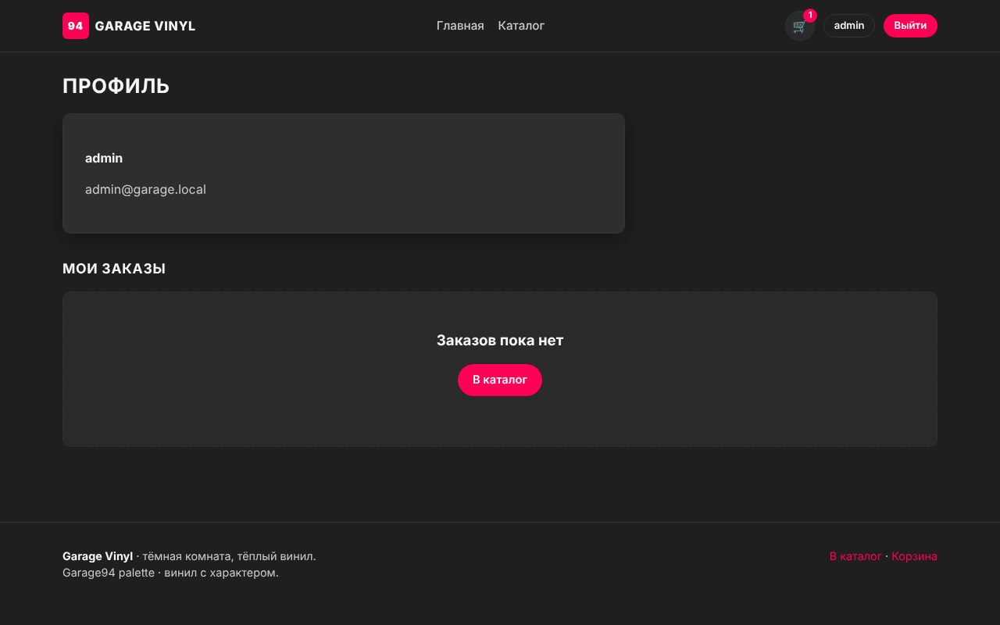 94 GARAGE VINYL
Главная Каталог
1
admin
Выйти
ПРОФИЛЬ
admin
admin@garage.local
МОИ ЗАКАЗЫ
Заказов пока нет
В каталог
Garage Vinyl · тёмная комната, тёплый винил.
Garage94 palette · винил с характером.
В каталог · Корзина